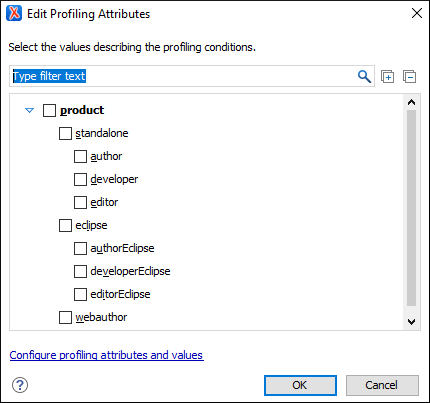 Edit Profiling Attributes
Select the values describing the profiling conditions.
Type filter text
product
standalone
author
developer
editor
eclipse
authorEclipse
developerEclipse
editorEclipse
webauthor
Configure profiling attributes and values
? OK Cancel